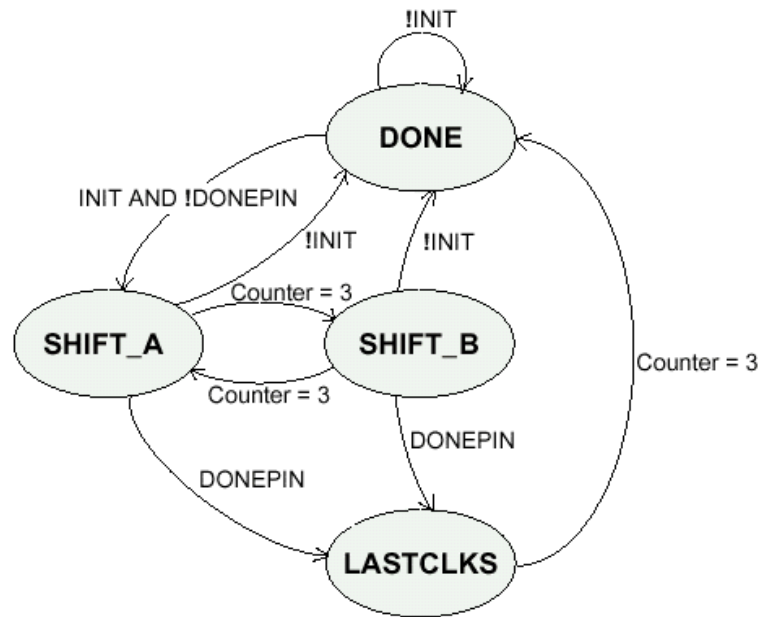 !INIT
DONE
INIT AND !DONEPIN
!INIT
!INIT
Counter = 3
SHIFT_A
SHIFT_B
Counter = 3
Counter = 3
DONEPIN
DONEPIN
LASTCLKS